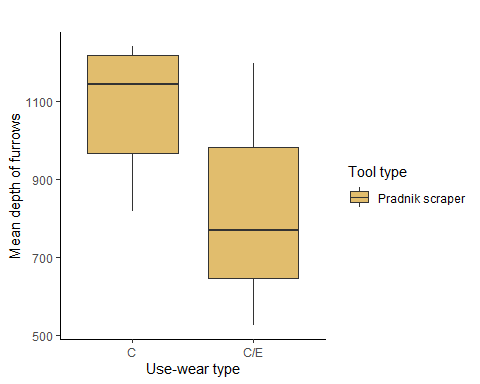 Mean depth of furrows
1100
900
700
500
C
C/E
Use-wear type
Tool type
Pradnik scraper